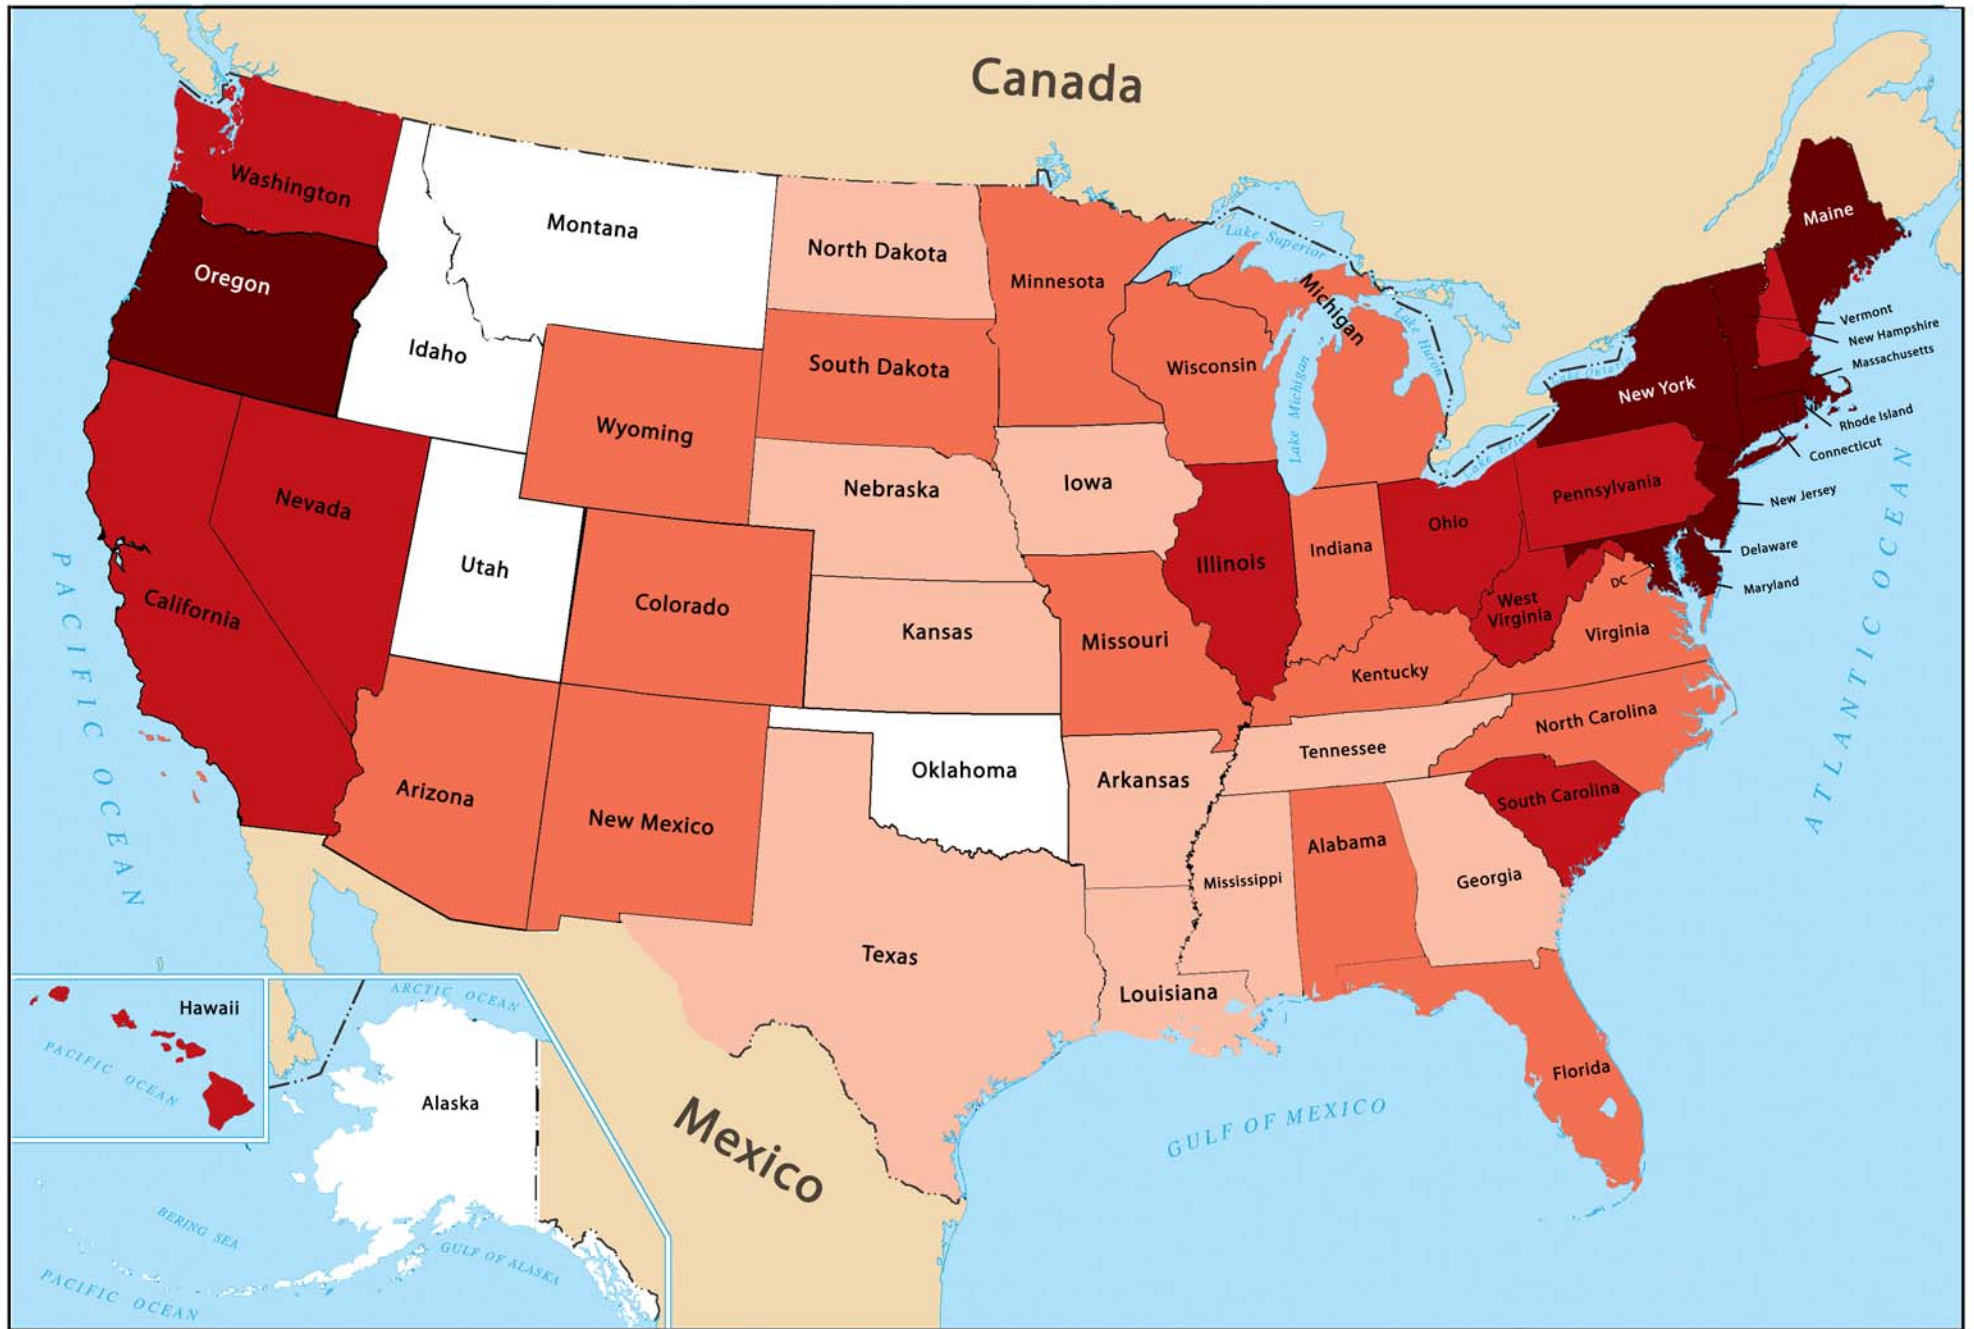 Canada
Washington
Montana
North Dakota
Minnesota
Lake Superior
Michigan
Maine
Oregon
Idaho
South Dakota
Wisconsin
Lake Michigan
Lake Huron
Lake Ontario
Vermont
New Hampshire
Massachusetts
New York
Rhode Island
Connecticut
Wyoming
Lake Erie
Nebraska
Iowa
Pennsylvania
New Jersey
Nevada
Utah
Illinois
Indiana
Ohio
Delaware
Maryland
DC
California
Colorado
Kansas
Missouri
West
Virginia
Virginia
Kentucky
PACIFIC OCEAN
ATLANTIC OCEAN
Arizona
New Mexico
Oklahoma
Arkansas
Tennessee
North Carolina
South Carolina
Texas
Louisiana
Mississippi
Alabama
Georgia
Florida
Hawaii
PACIFIC OCEAN
ARCTIC OCEAN
Alaska
Mexico
GULF OF MEXICO
BERING SEA
GULF OF ALASKA
PACIFIC OCEAN